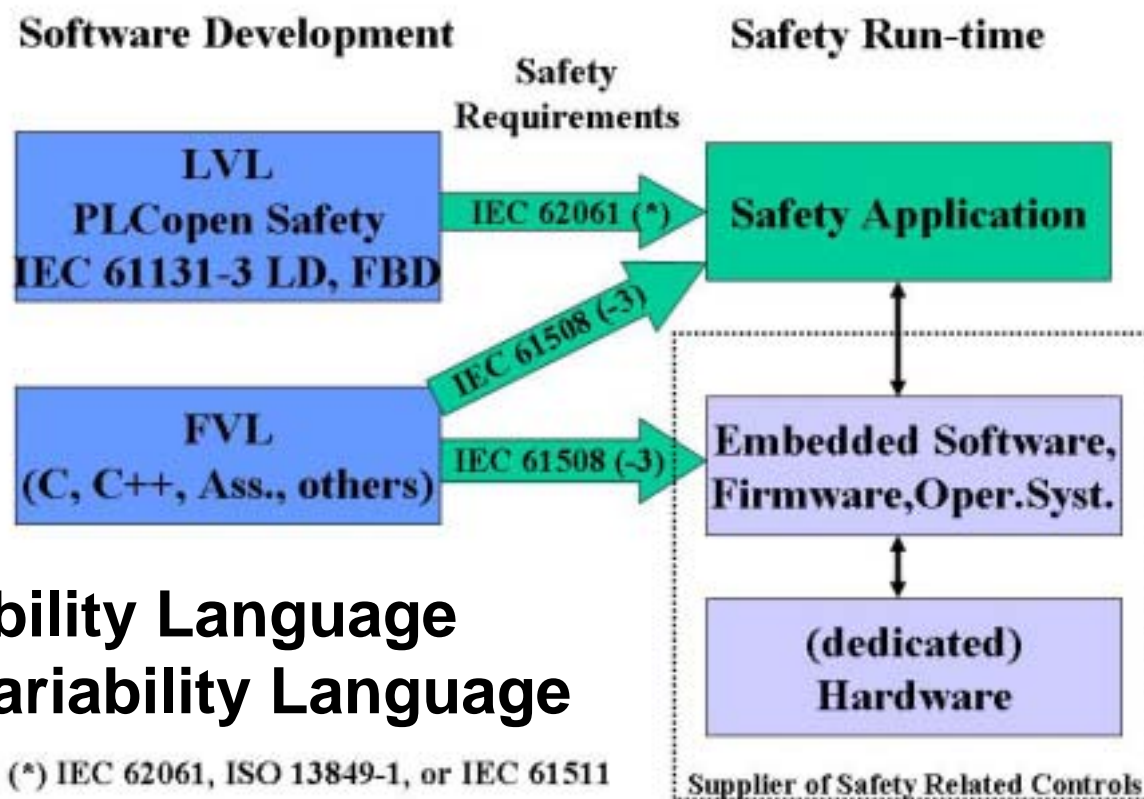 Software Development
Safety Run-time
Safety
Requirements
LVL
PLCopen Safety
IEC 61131-3 LD, FBD
IEC 62061 (*)
Safety Application
IEC 61508 (-3)
FVL
(C, C++, Ass., others)
IEC 61508 (-3)
Embedded Software,
Firmware,Oper.Syst.
bility Language
ariability Language
(dedicated)
Hardware
(*) IEC 62061, ISO 13849-1, or IEC 61511
Supplier of Safety Related Controls